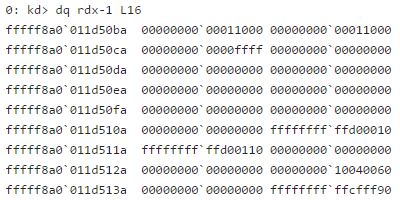 0: kd> dq rdx-1 L16
fffff8a0`011d50ba 00000000`00011000 00000000`00011000
fffff8a0`011d50ca 00000000`0000ffff 00000000`00000000
fffff8a0`011d50da 00000000`00000000 00000000`00000000
fffff8a0`011d50ea 00000000`00000000 00000000`00000000
fffff8a0`011d50fa 00000000`00000000 00000000`00000000
fffff8a0`011d510a 00000000`00000000 ffffffff`ffd00010
fffff8a0`011d511a ffffffff`ffd00110 00000000`00000000
fffff8a0`011d512a 00000000`00000000 00000000`10040060
fffff8a0`011d513a 00000000`00000000 ffffffff`ffcfff90